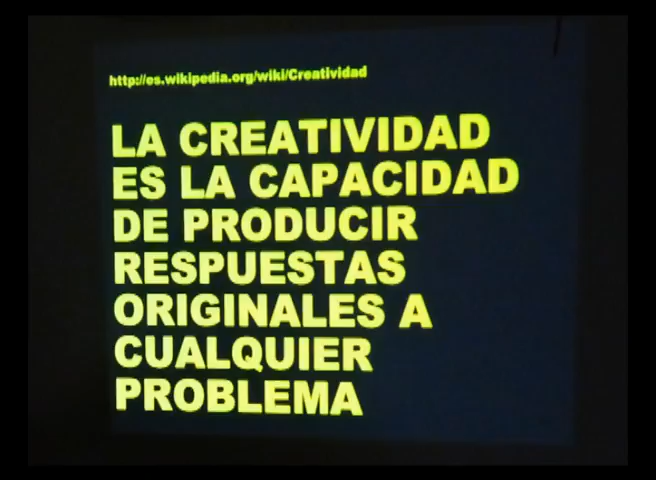 http://es.wikipedia.org/wiki/Creatividad
LA CREATIVIDAD
ES LA CAPACIDAD
DE PRODUCIR
RESPUESTAS
ORIGINALES A
CUALQUIER
PROBLEMA